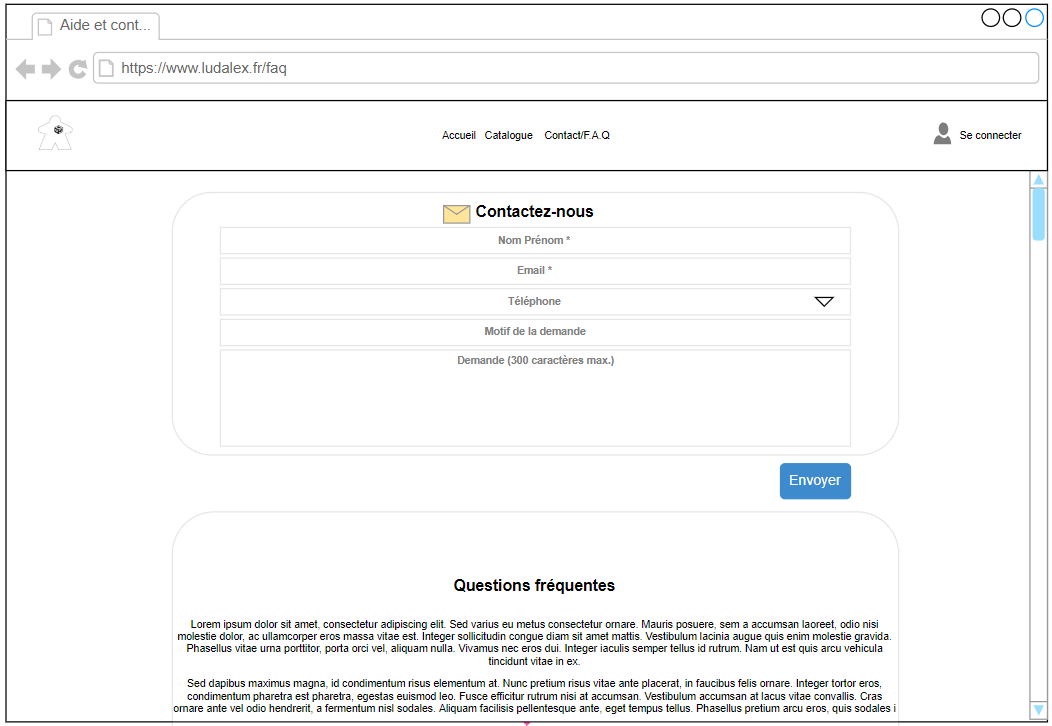 Aide et cont...
https://www.ludalex.fr/faq
Accueil Catalogue Contact/F.A.Q
Se connecter
Contactez-nous
Nom Prénom *
Email *
Téléphone
Motif de la demande
Demande (300 caractères max.)
Envoyer
Questions fréquentes
Lorem ipsum dolor sit amet, consectetur adipiscing elit. Sed varius eu metus consectetur ornare. Mauris posuere, sem a accumsan laoreet, odio nisi
molestie dolor, ac ullamcorper eros massa vitae est. Integer sollicitudin congue diam sit amet mattis. Vestibulum lacinia augue quis enim molestie gravida.
Phasellus vitae urna porttitor, porta orci vel, aliquam nulla. Vivamus nec eros dui. Integer iaculis semper tellus id rutrum. Nam ut est quis arcu vehicula
tincidunt vitae in ex.
Sed dapibus maximus magna, id condimentum risus elementum at. Nunc pretium risus vitae ante placerat, in faucibus felis ornare. Integer tortor eros,
condimentum pharetra est pharetra, egestas euismod leo. Fusce efficitur rutrum nisi at accumsan. Vestibulum accumsan at lacus vitae convallis. Cras
ornare ante vel odio hendrerit, a fermentum nisl sodales. Aliquam facilisis pellentesque ante, eget tempus tellus. Phasellus pretium arcu eros, quis sodales i